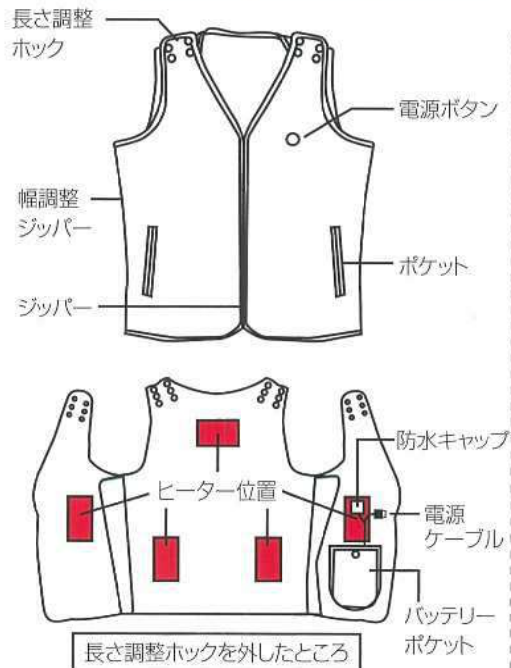 長さ調整
ホック
電源ボタン
幅調整
ジッパー
ポケット
ジッパー
防水キャップ
ヒーター位置
電源
ケーブル
バッテリー
ポケット
長さ調整ホックを外したところ